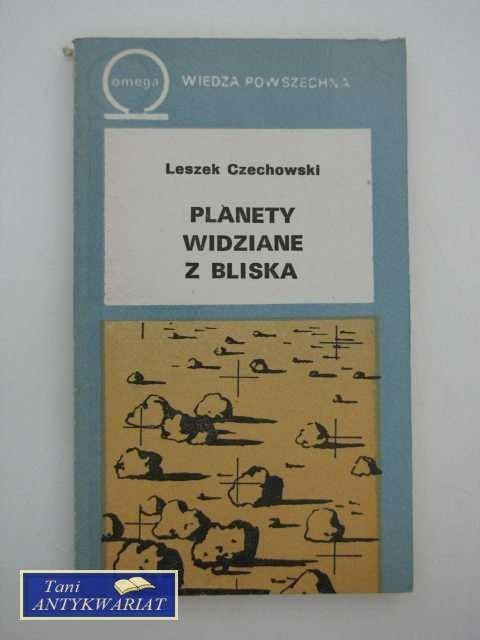 omega
WIEDZA POWSZECHNA
Leszek Czechowski
PLANETY
WIDZIANE
Z BLISKA
Tani
ANTYKWARIAT